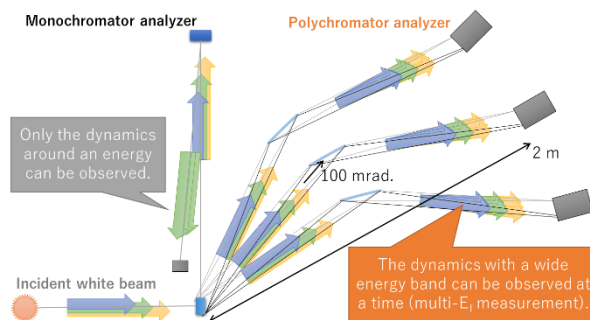 Monochromator analyzer
Polychromator analyzer
Only the dynamics
around an energy
can be observed.
2 m
100 mrad.
Incident white beam
The dynamics with a wide
energy band can be observed at
a time (multi-Ef measurement).